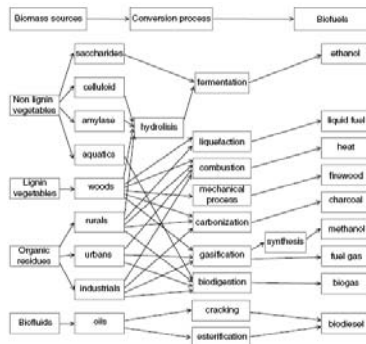 Biomass sources
Conversion process
Biofuels
saccharides
ethanol
celluloid
fermentation
Non lignin
vegetables
amylase
hydrolisis
liquefaction
liquid fuel
aquatics
combustion
heat
Lignin
vegetables
woods
mechanical
process
firewood
rurals
carbonization
charcoal
Organic
residues
urbans
gasification
synthesis
methanol
fuel gas
industrials
biodigestion
biogas
Biofluids
oils
cracking
biodiesel
esterification